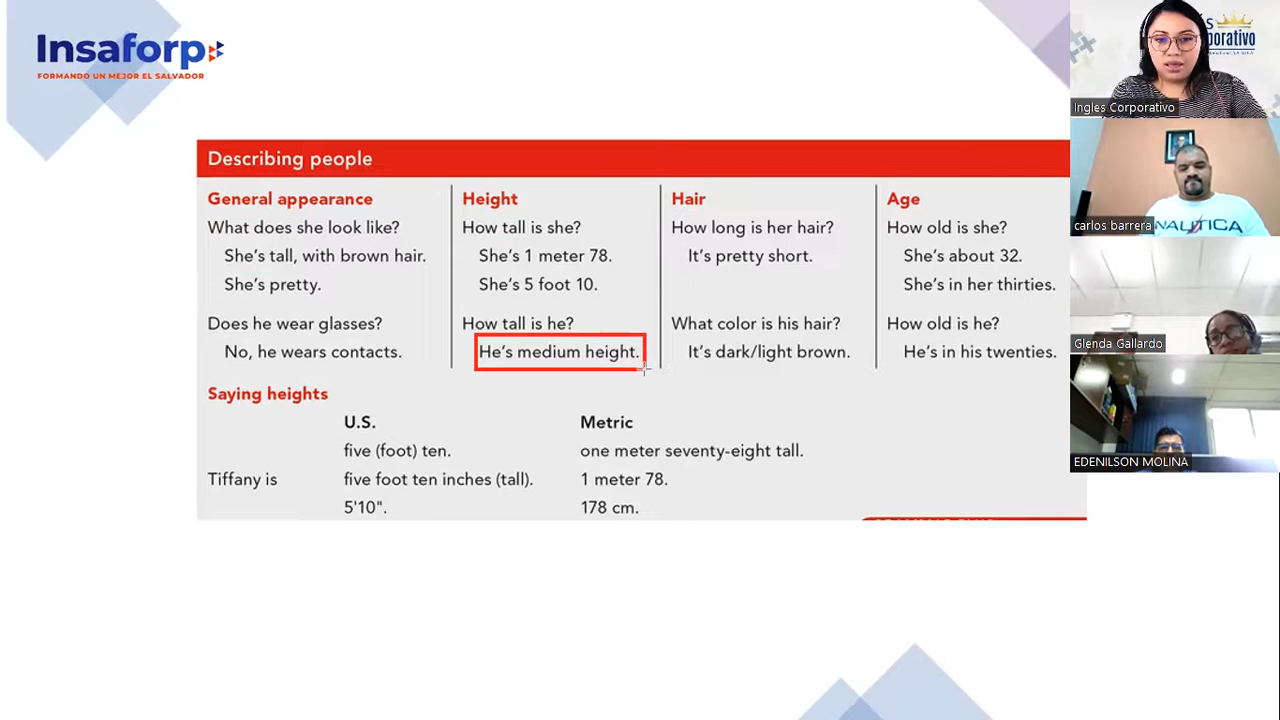 Insaforp
FORMANDO UN MEJOR EL SALVADOR
Describing people
General appearance
What does she look like?
She's tall, with brown hair.
She's pretty.
Does he wear glasses?
No, he wears contacts.
Height
How tall is she?
She's 1 meter 78.
She's 5 foot 10.
How tall is he?
He's medium height.
Hair
How long is her hair?
It's pretty short.
What color is his hair?
It's dark/light brown.
Age
How old is she?
She's about 32.
She's in her thirties.
How old is he?
He's in his twenties.
Saying heights
U.S.
Metric
five (foot) ten.
one meter seventy-eight tall.
Tiffany is
five foot ten inches (tall).
1 meter 78.
5'10".
178 cm.
Ingles Corporativo
carlos barrera
NAUTICA
Glenda Gallardo
EDENILSON MOLINA